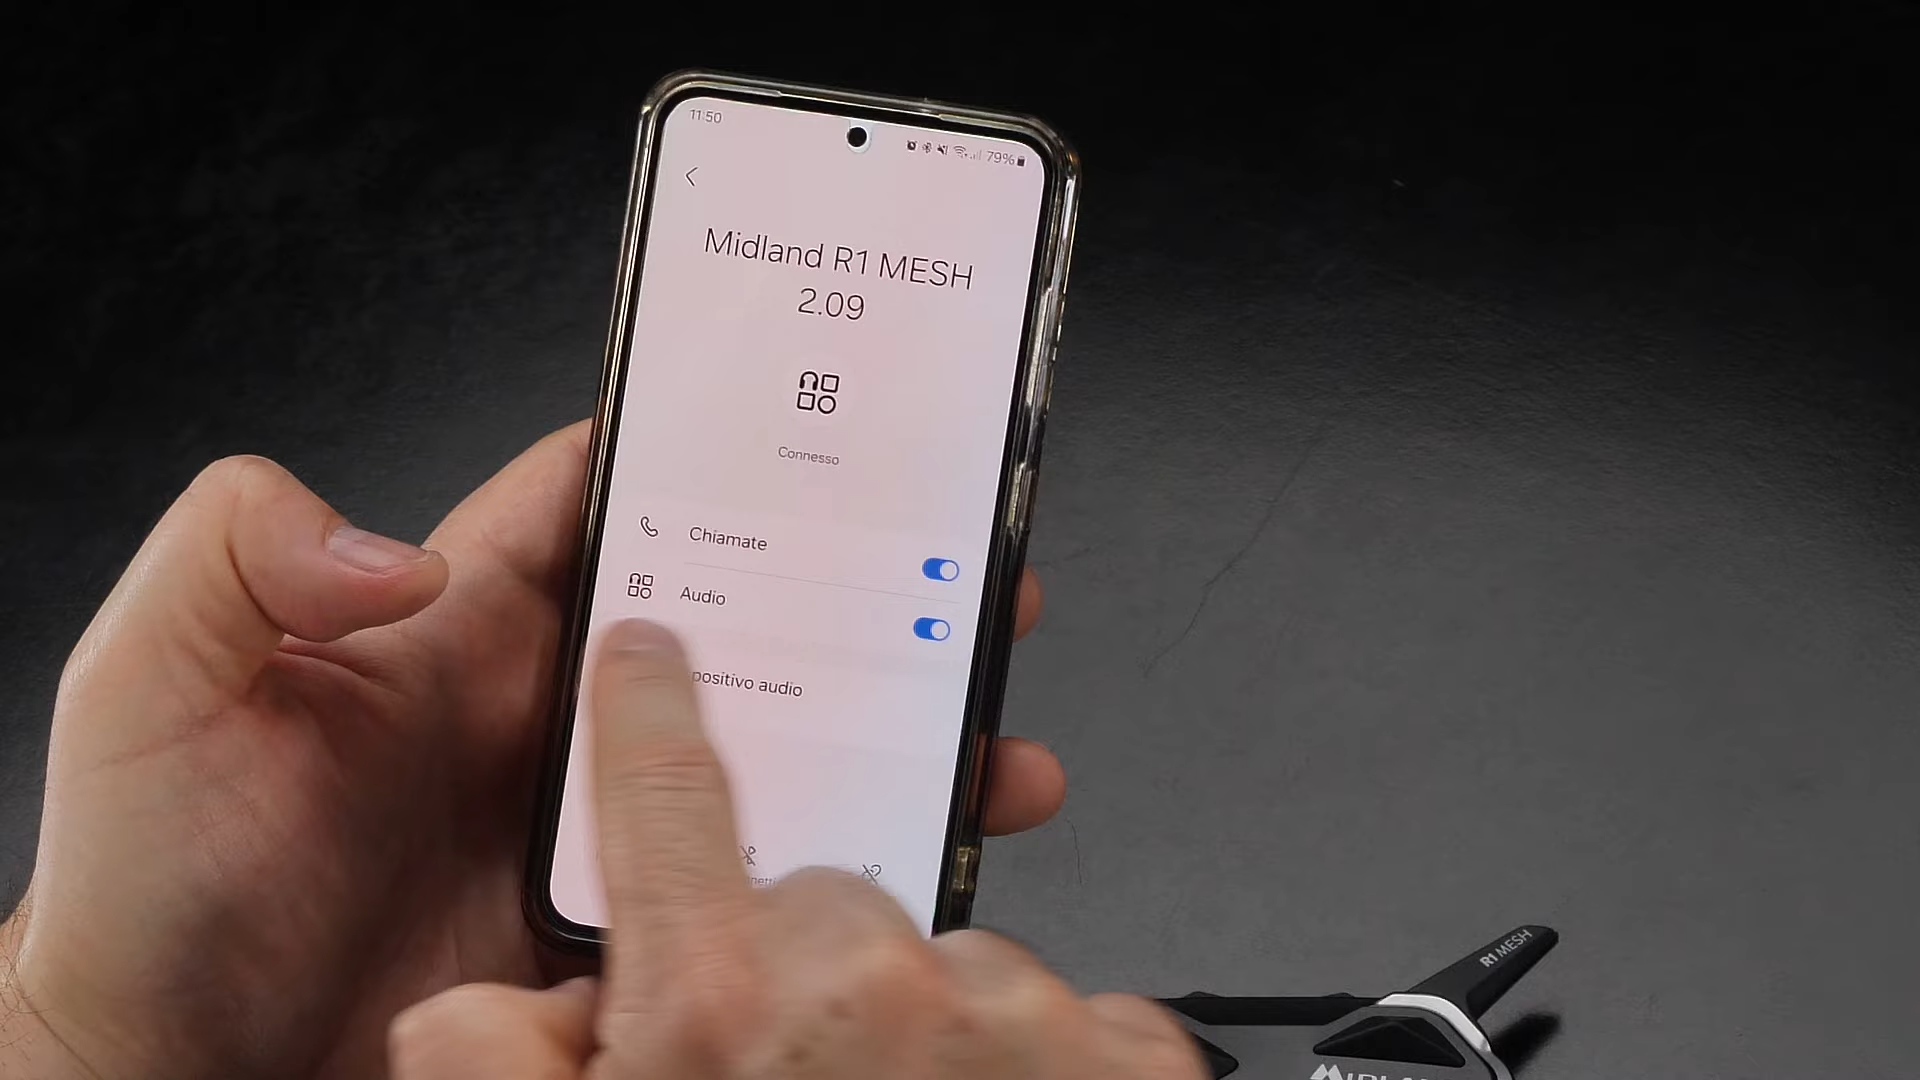 11:50
79%
Midland R1 MESH
2.09
Connesso
Chiamate
Audio
positivo audio
R1 MESH